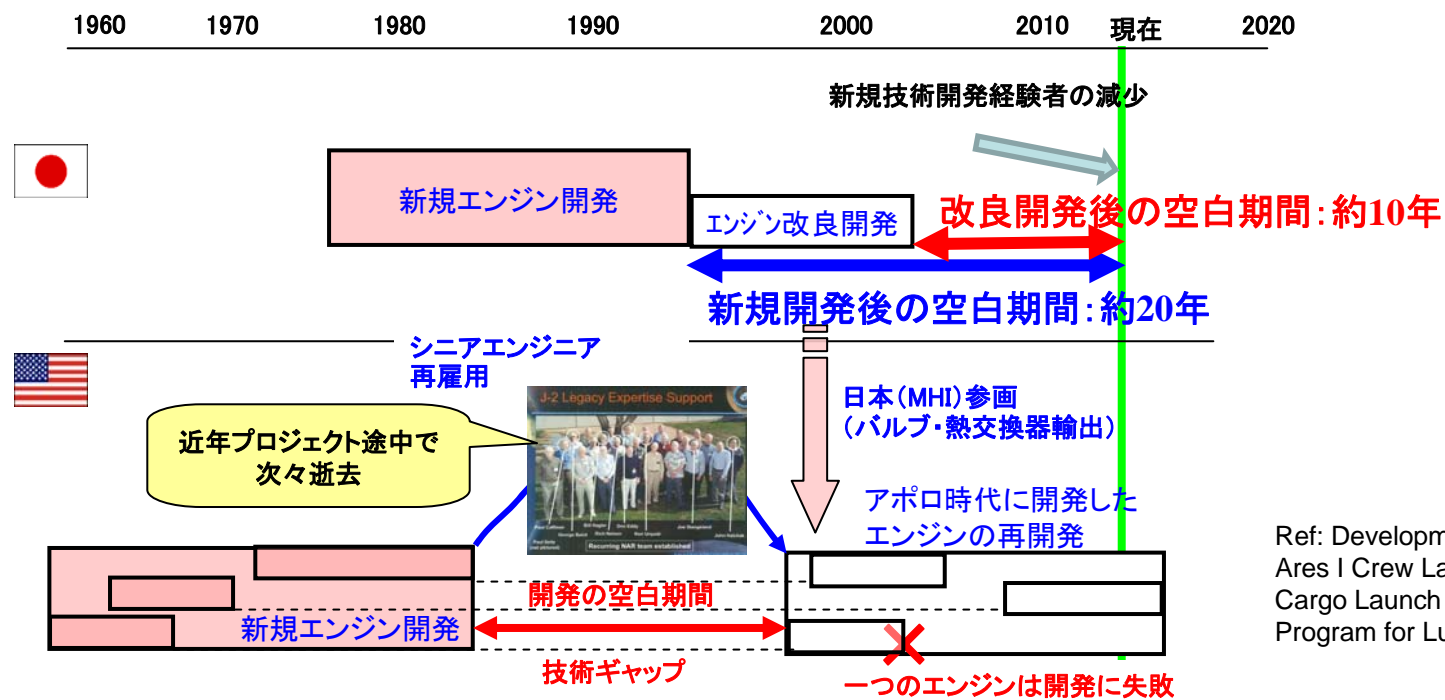 1960 1970 1980 1990 2000 2010 現在 2020
新規技術開発経験者の減少
新規エンジン開発
エンジン改良開発
改良開発後の空白期間：約10年
新規開発後の空白期間：約20年
シニアエンジニア
再雇用
J-2 Legacy Expertise Support
近年プロジェクト途中で
次々逝去
日本（MHI）参画
（バルブ・熱交換器輸出）
Recurring NAR team established
アポロ時代に開発した
エンジンの再開発
開発の空白期間
新規エンジン開発
技術ギャップ
一つのエンジンは開発に失敗
Ref: Developm
Ares I Crew La
Cargo Launch
Program for Lu